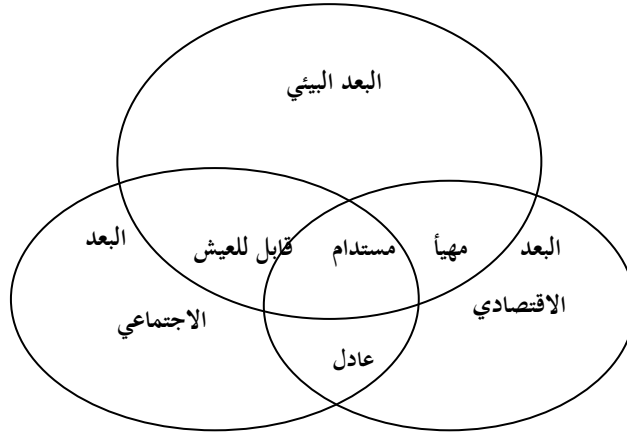 البعد البيئي
البعد
مهيأ
مستدام
قابل للعيش
البعد
الاقتصادي
الاجتماعي
عادل